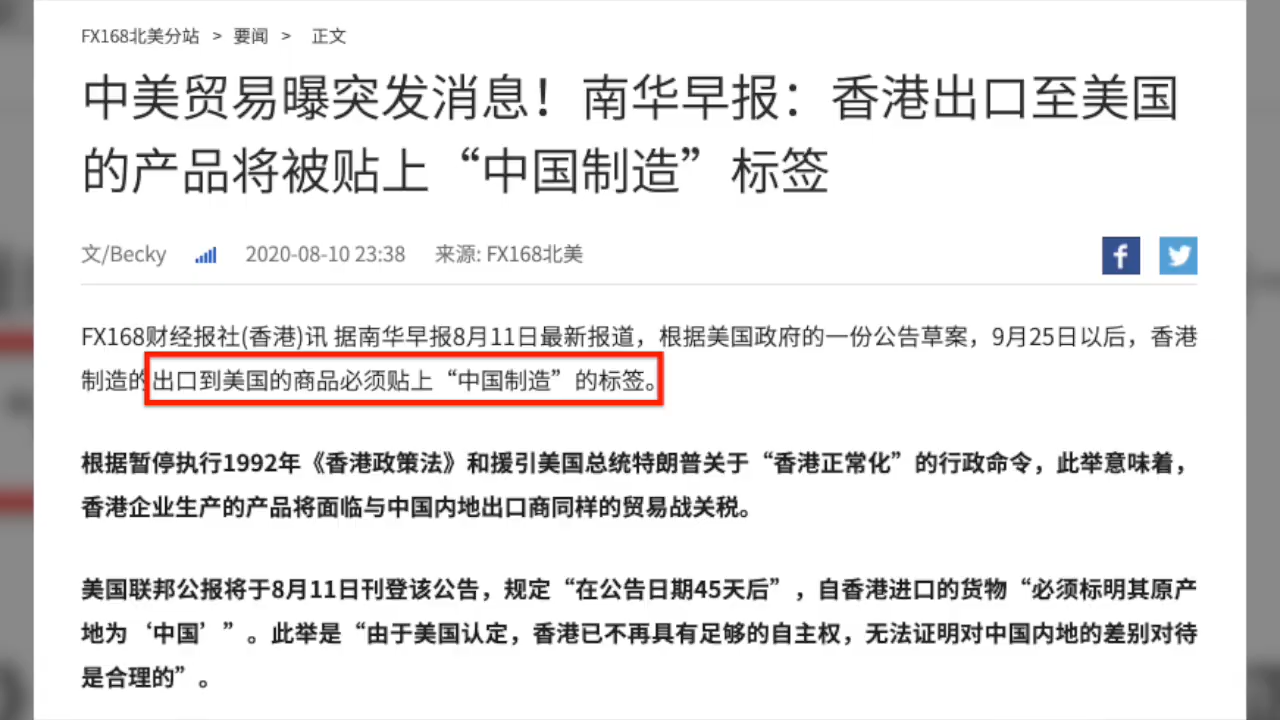 FX168北美分站 > 要闻 > 正文
中美贸易曝突发消息！南华早报：香港出口至美国
的产品将被贴上“中国制造”标签
文/Becky 2020-08-10 23:38 来源: FX168北美
FX168财经报社(香港)讯 据南华早报8月11日最新报道，根据美国政府的一份公告草案，9月25日以后，香港
制造的出口到美国的商品必须贴上“中国制造”的标签。
根据暂停执行1992年《香港政策法》和援引美国总统特朗普关于“香港正常化”的行政命令，此举意味着，
香港企业生产的产品将面临与中国内地出口商同样的贸易战关税。
美国联邦公报将于8月11日刊登该公告，规定“在公告日期45天后”，自香港进口的货物“必须标明其原产
地为‘中国’”。此举是“由于美国认定，香港已不再具有足够的自主权，无法证明对中国内地的差别对待
是合理的”。